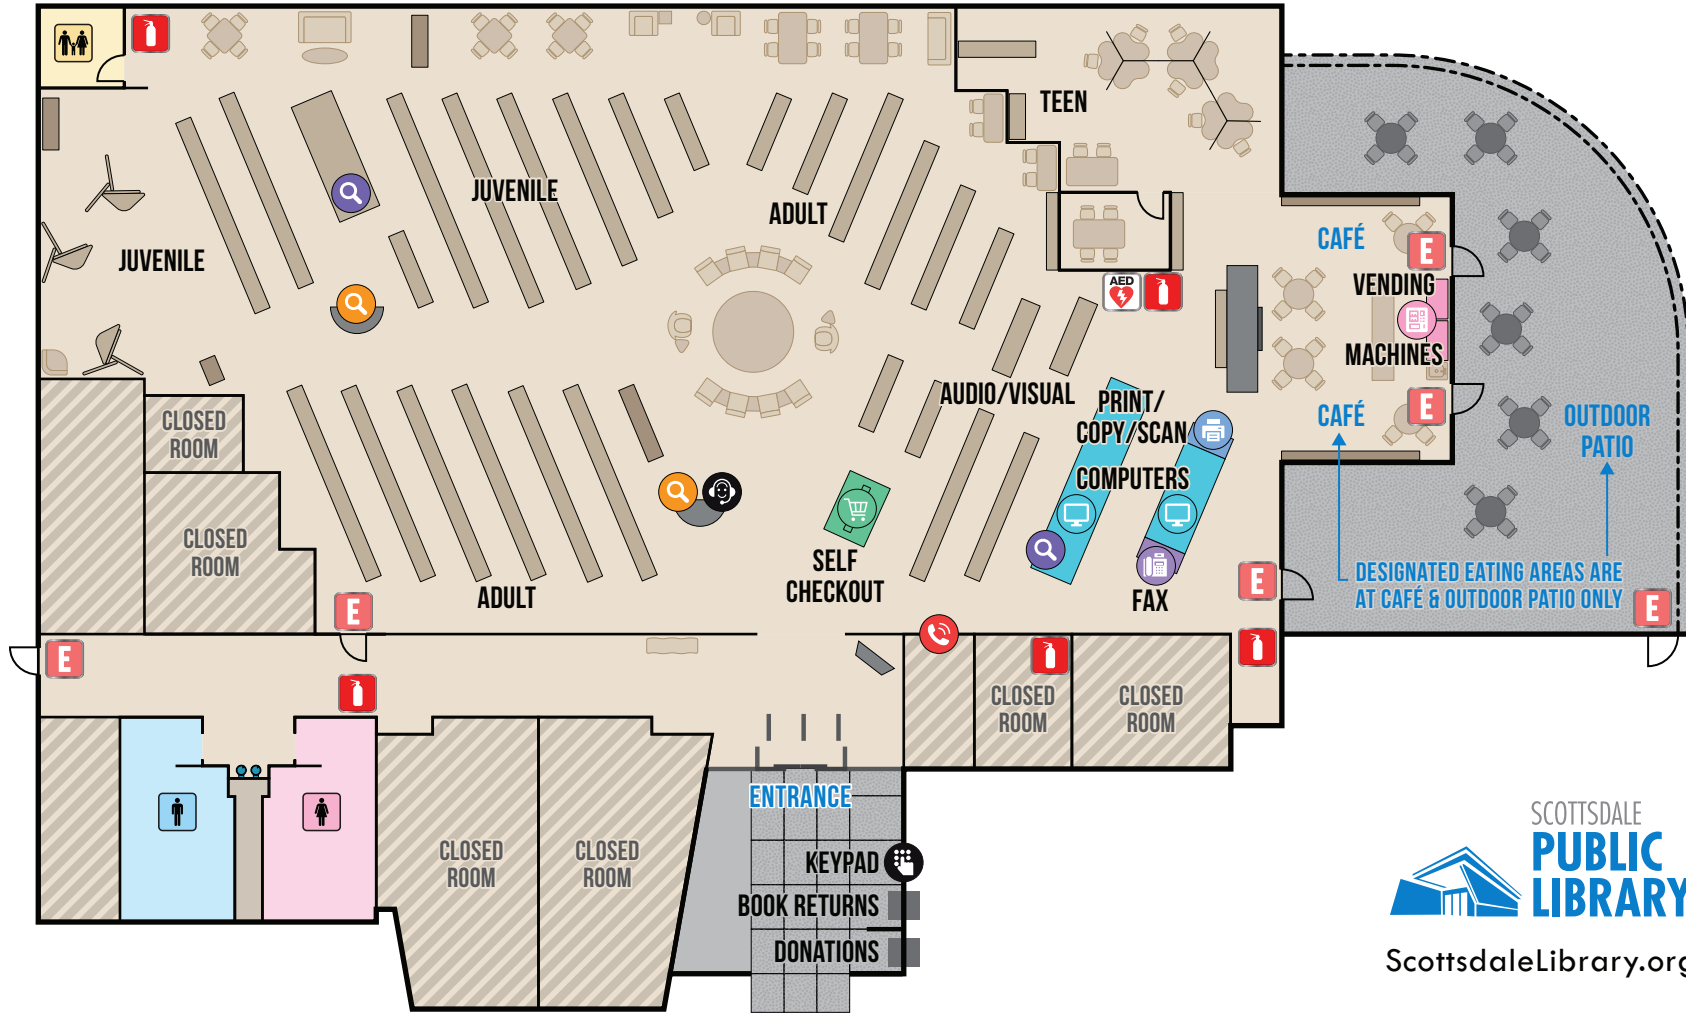 TEEN
JUVENILE
ADULT
JUVENILE
CAFÉ
E
VENDING
MACHINES
AED
AUDIO/VISUAL
PRINT/
COPY/SCAN
COMPUTERS
CAFÉ
E
OUTDOOR
PATIO
CLOSED
ROOM
CLOSED
ROOM
SELF
CHECKOUT
ADULT
FAX
E
DESIGNATED EATING AREAS ARE
AT CAFÉ & OUTDOOR PATIO ONLY
E
E
E
CLOSED
ROOM
CLOSED
ROOM
ENTRANCE
CLOSED
ROOM
CLOSED
ROOM
KEYPAD
BOOK RETURNS
DONATIONS
SCOTTSDALE
PUBLIC
LIBRARY
ScottsdaleLibrary.org